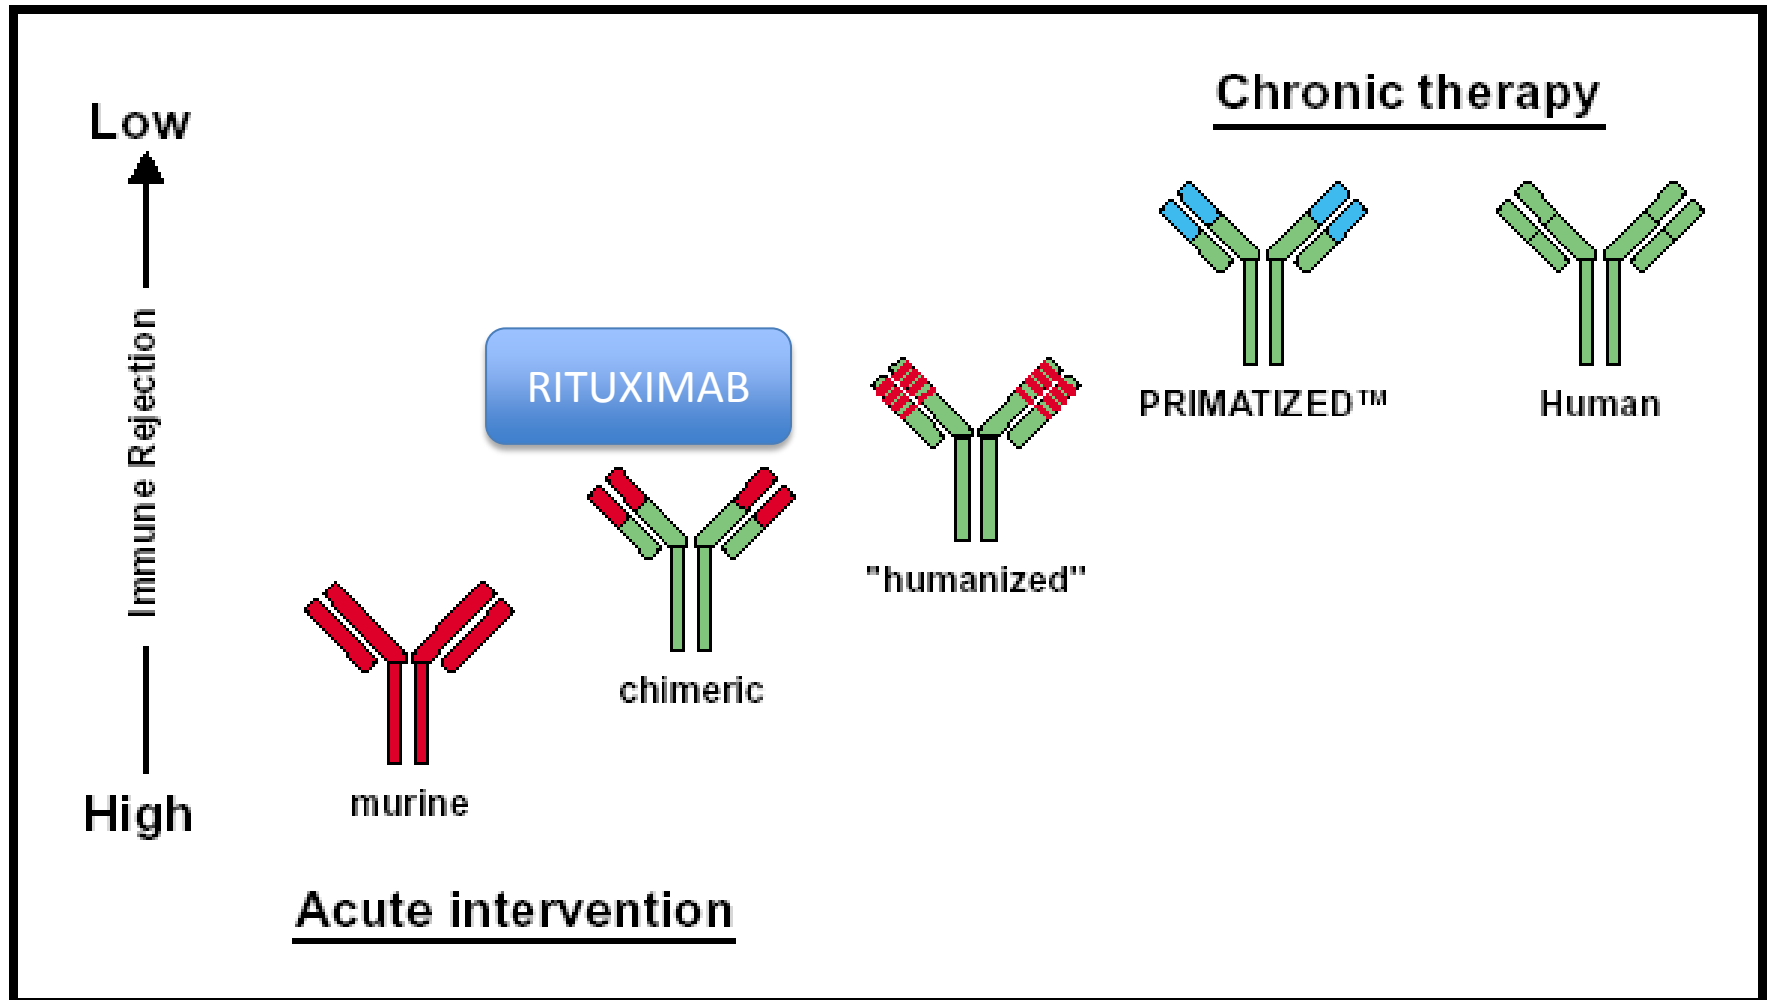 Chronic therapy
Low
Immune Rejection
High
RITUXIMAB
murine
chimeric
"humanized"
PRIMATIZED™
Human
Acute intervention